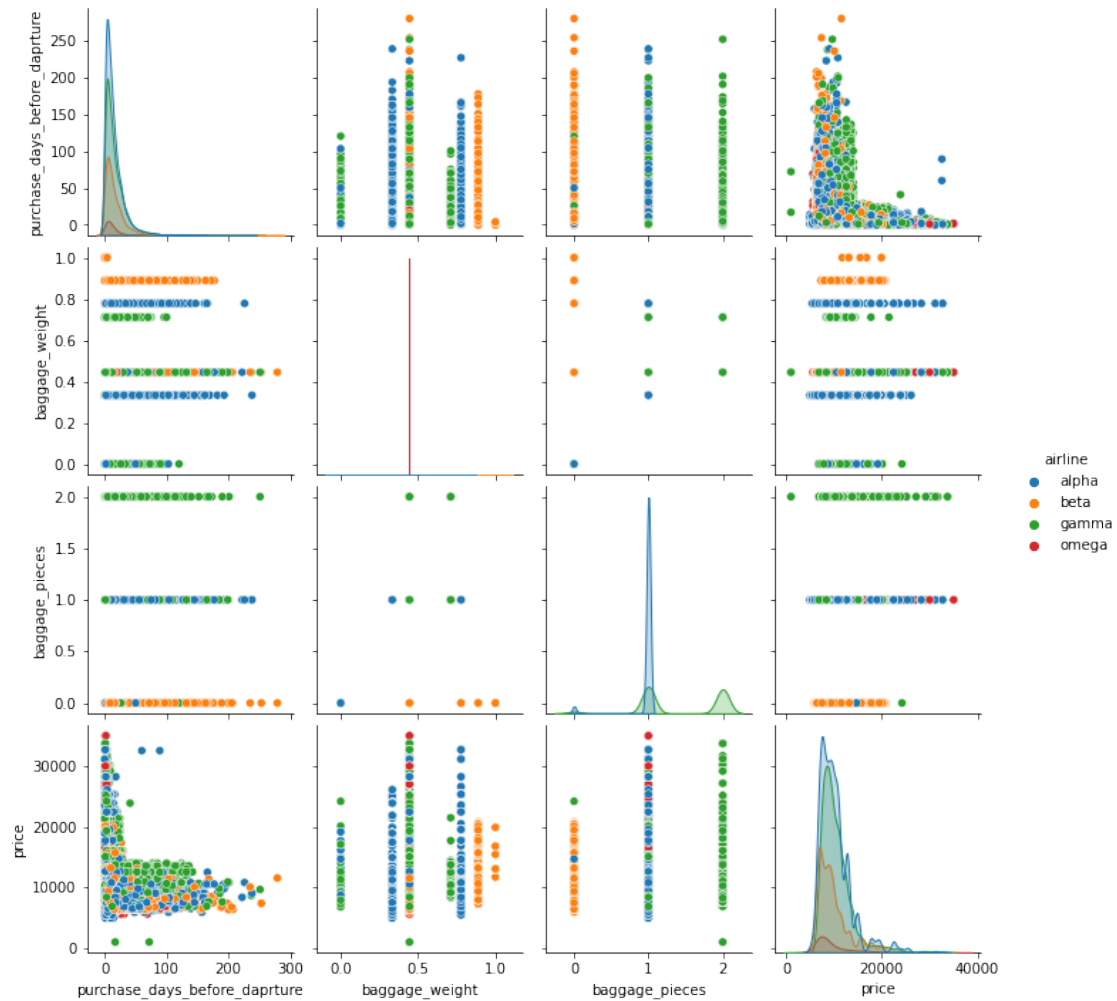 purchase_days_before_daprture
250
200
150
100
50
0
baggage_weight
1.0
0.8
0.6
0.4
0.2
0.0
baggage_pieces
2.0
1.5
1.0
0.5
0.0
price
30000
20000
10000
0
0 100 200 300
0.0 0.5 1.0
0 1 2
0 20000 40000
purchase_days_before_daprture baggage_weight baggage_pieces price
airline
alpha
beta
gamma
omega